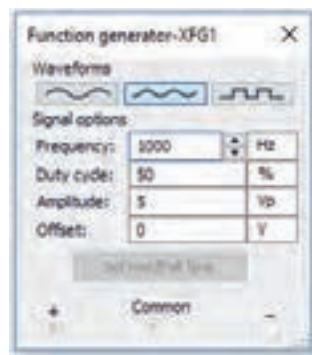 Function generator-XFG1 X
Waveforms
Signal options
Frequency: 1000 Hz
Duty cycle: 50 %
Amplitude: 5 Vp
Offset: 0 V
+ Common -